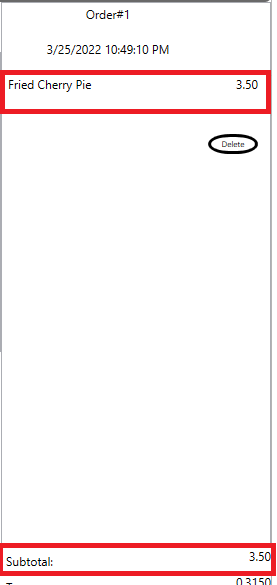 Order#1
3/25/2022 10:49:10 PM
Fried Cherry Pie 3.50
Delete
Subtotal: 3.50
0.3150